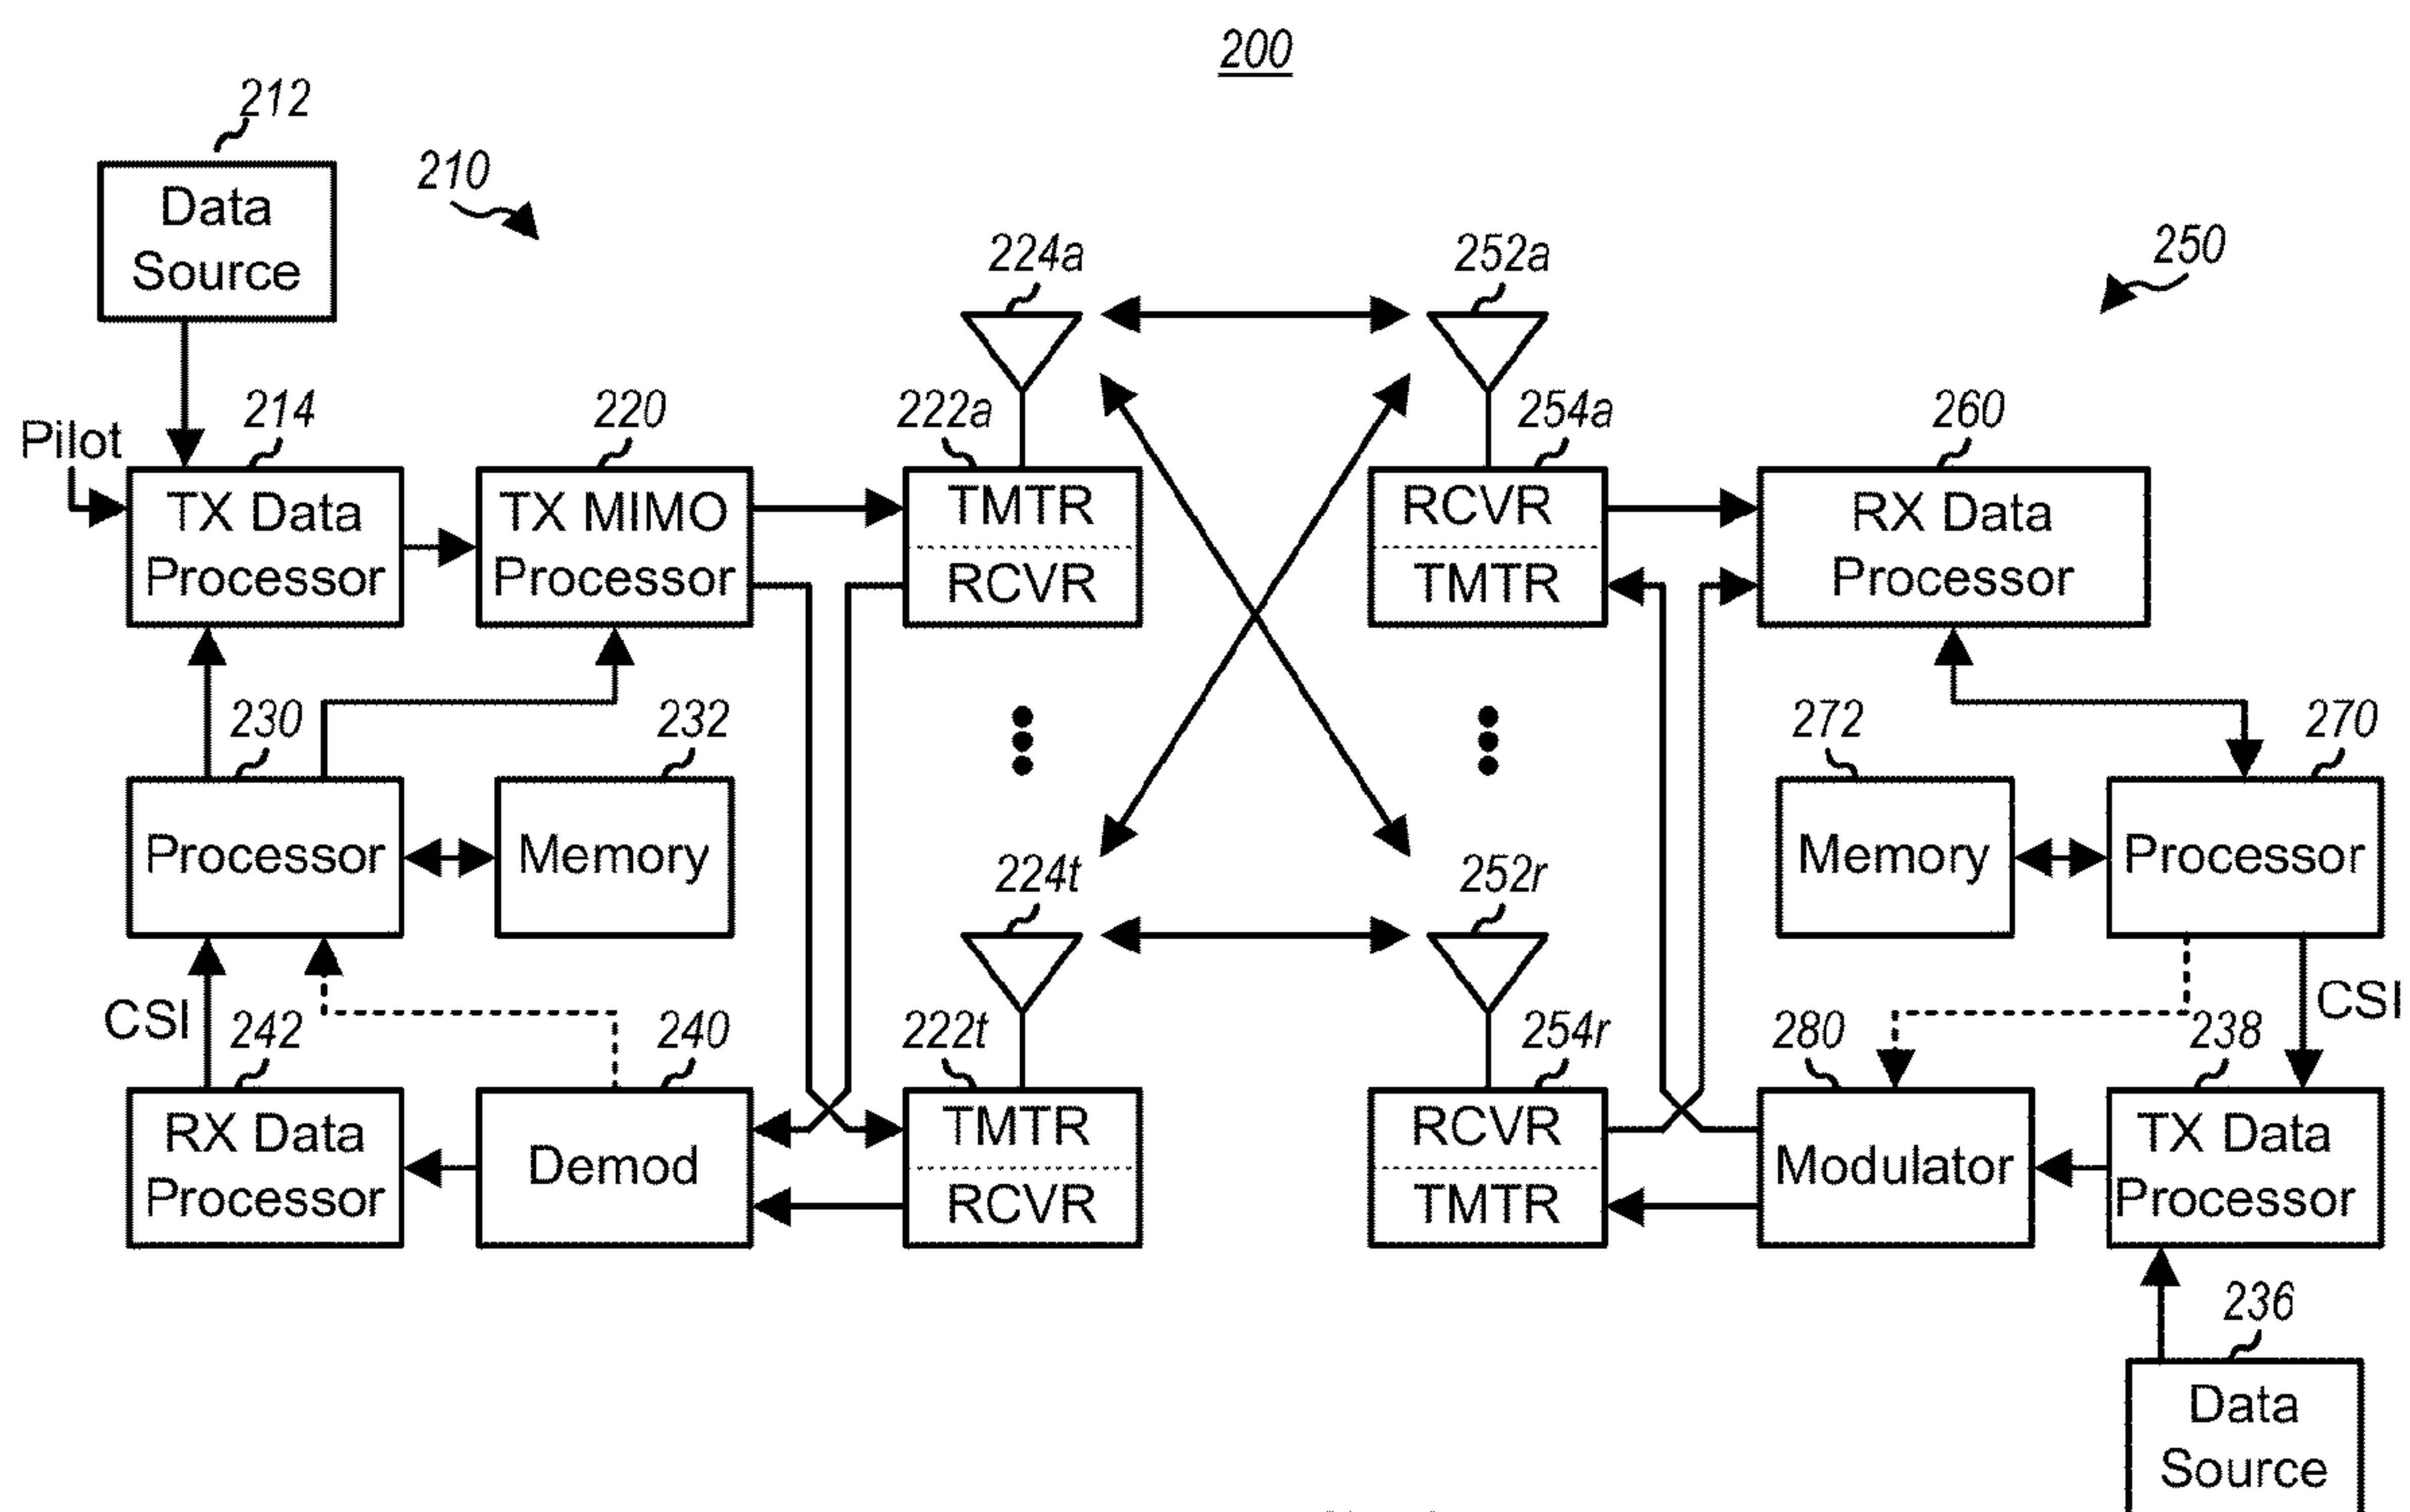 200
212
210
Data
Source
224a
252a
250
Pilot
214
220
222a
254a
260
TX Data
Processor
TX MIMO
Processor
TMTR
RCVR
RCVR
TMTR
RX Data
Processor
230
232
272
270
Processor
Memory
Memory
Processor
224t
252r
CSI
242
240
222t
254r
280
238
CSI
RX Data
Processor
Demod
TMTR
RCVR
RCVR
TMTR
Modulator
TX Data
Processor
236
Data
Source